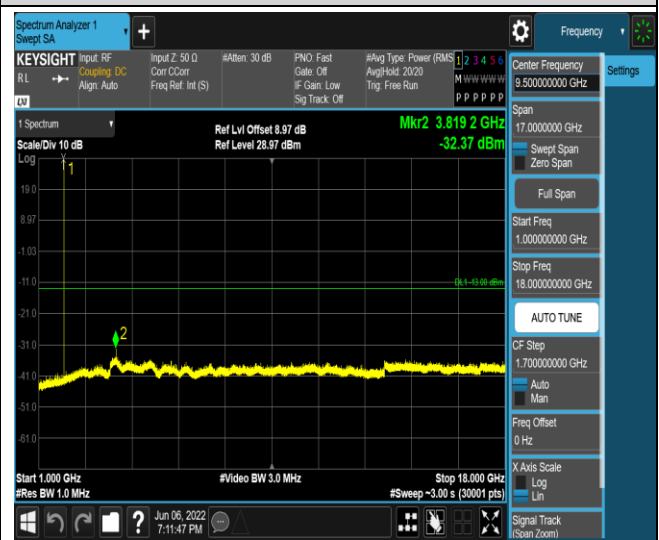 Spectrum Analyzer 1
Swept SA
Frequency
KEYSIGHT
RL
LXI
Input: RF
Coupling: DC
Align: Auto
Input Z: 50 Ω
Corr CCorr
Freq Ref: Int (S)
#Atten: 30 dB
PNO: Fast
Gate: Off
IF Gain: Low
Sig Track: Off
#Avg Type: Power (RMS
Avg|Hold: 20/20
Trig: Free Run
1 2 3 4 5 6
M W W W W W
P P P P P P
1 Spectrum
Scale/Div 10 dB
Log
Ref Lvl Offset 8.97 dB
Ref Level 28.97 dBm
Mkr2 3.819 2 GHz
-32.37 dBm
1
19.0
8.97
-1.03
-11.0
DL1 -13.00 dBm
-21.0
2
-31.0
-41.0
-51.0
-61.0
Start 1.000 GHz
#Res BW 1.0 MHz
#Video BW 3.0 MHz
Stop 18.000 GHz
#Sweep ~3.00 s (30001 pts)
Jun 06, 2022
7:11:47 PM
Center Frequency
9.500000000 GHz
Settings
Span
17.0000000 GHz
Swept Span
Zero Span
Full Span
Start Freq
1.000000000 GHz
Stop Freq
18.000000000 GHz
AUTO TUNE
CF Step
1.700000000 GHz
Auto
Man
Freq Offset
0 Hz
X Axis Scale
Log
Lin
Signal Track
(Span Zoom)